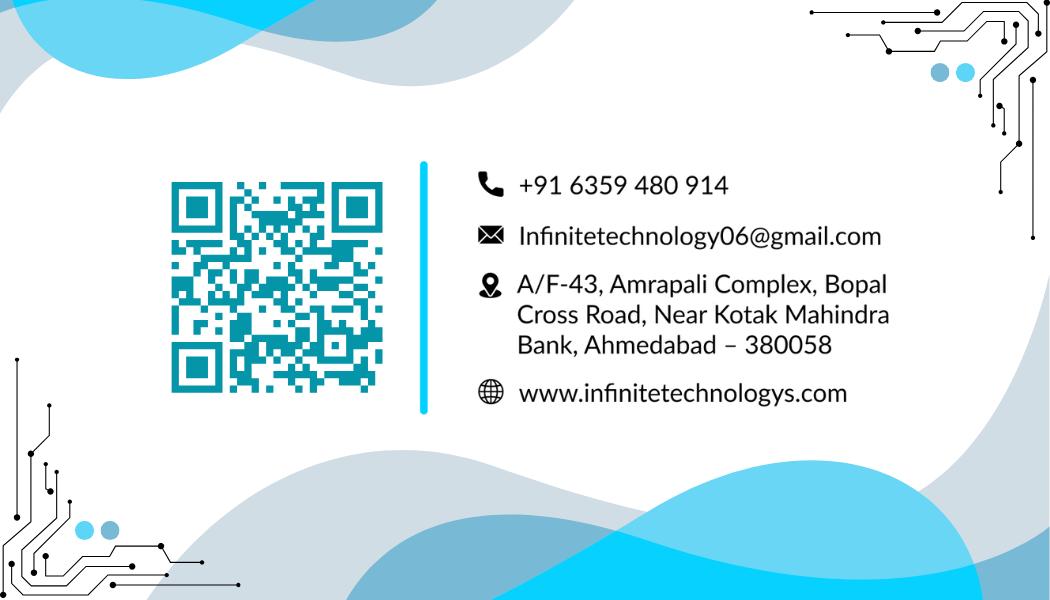 +91 6359 480 914
Infinitetechnology06@gmail.com
A/F-43, Amrapali Complex, Bopal
Cross Road, Near Kotak Mahindra
Bank, Ahmedabad – 380058
www.infinitetechnologys.com